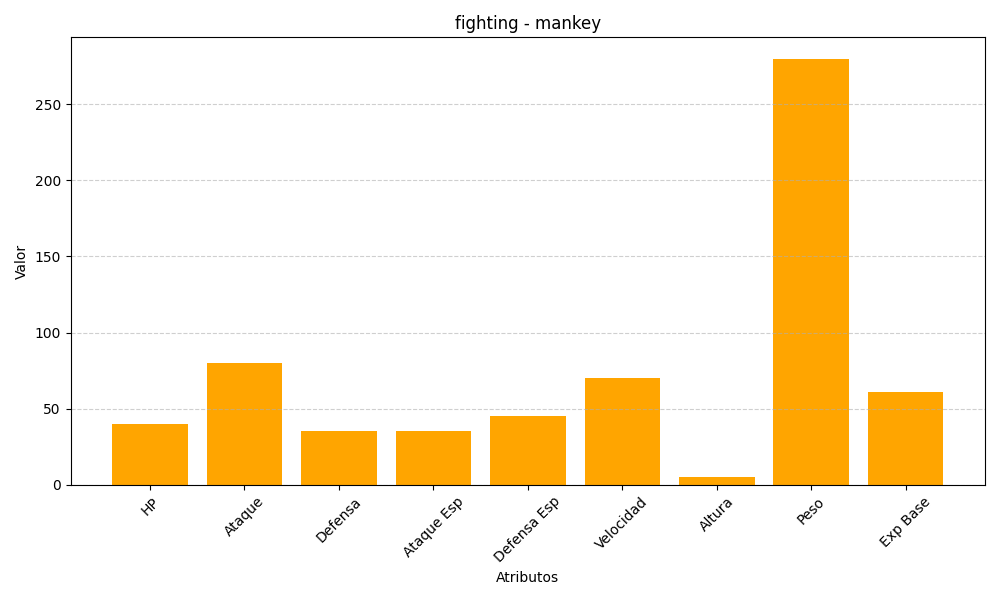 fighting - mankey
Valor
250
200
150
100
50
0
HP
Ataque
Defensa
Ataque Esp
Defensa Esp
Velocidad
Altura
Peso
Exp Base
Atributos